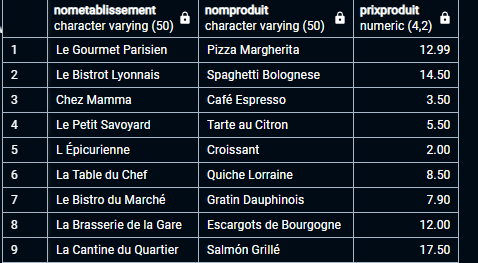 nometablissement nomproduit prixproduit
character varying (50) character varying (50) numeric (4,2)
1 Le Gourmet Parisien Pizza Margherita 12.99
2 Le Bistrot Lyonnais Spaghetti Bolognese 14.50
3 Chez Mamma Café Espresso 3.50
4 Le Petit Savoyard Tarte au Citron 5.50
5 L Épicurienne Croissant 2.00
6 La Table du Chef Quiche Lorraine 8.50
7 Le Bistro du Marché Gratin Dauphinois 7.90
8 La Brasserie de la Gare Escargots de Bourgogne 12.00
9 La Cantine du Quartier Salmón Grillé 17.50